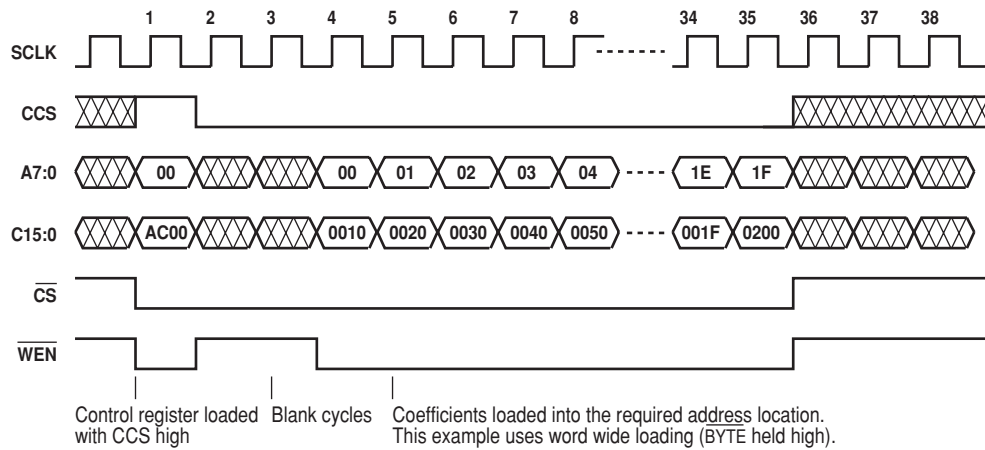 1 2 3 4 5 6 7 8 34 35 36 37 38
SCLK
CCS
A7:0 00 00 01 02 03 04 1E 1F
C15:0 AC00 0010 0020 0030 0040 0050 001F 0200
CS
WEN
Control register loaded
with CCS high
Blank cycles
Coefficients loaded into the required address location.
This example uses word wide loading (BYTE held high).